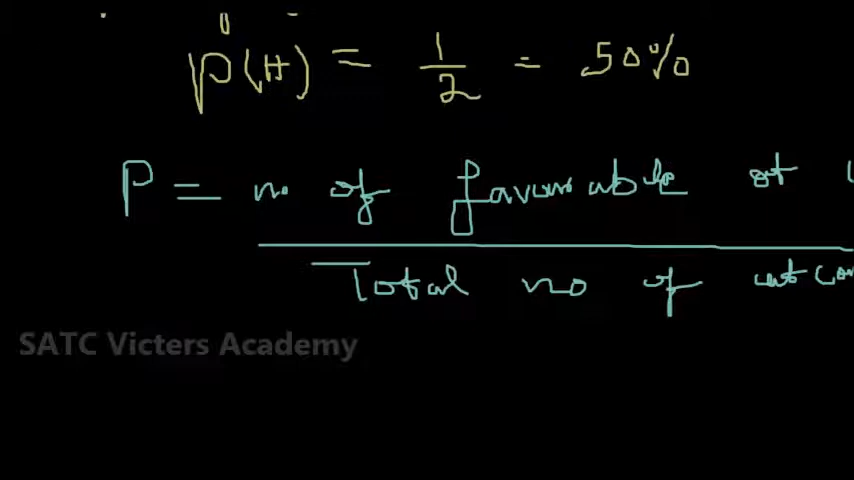 P(H) = 1/2 = 50%
P = no of favourable
Total no of
SATC Victers Academy